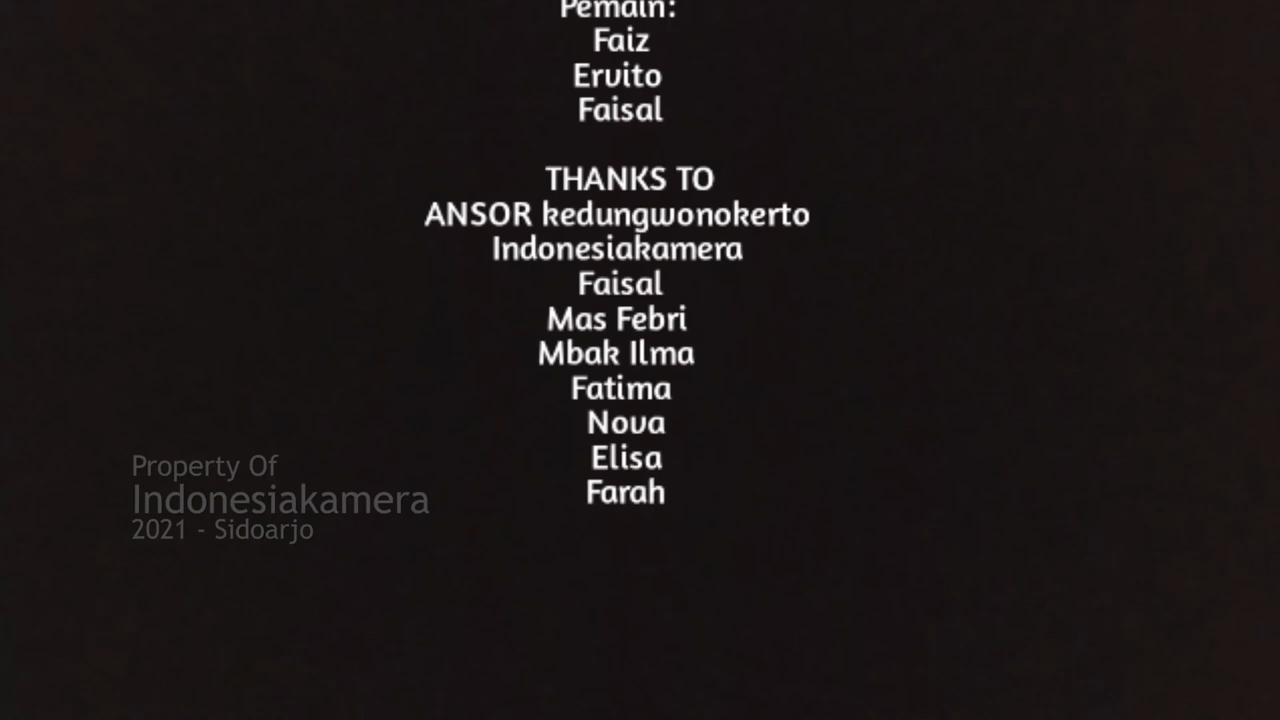 Pemain:
Faiz
Ervito
Faisal
THANKS TO
ANSOR kedungwonokerto
Indonesiakamera
Faisal
Mas Febri
Mbak Ilma
Fatima
Nova
Elisa
Farah
Property Of
Indonesiakamera
2021 - Sidoarjo